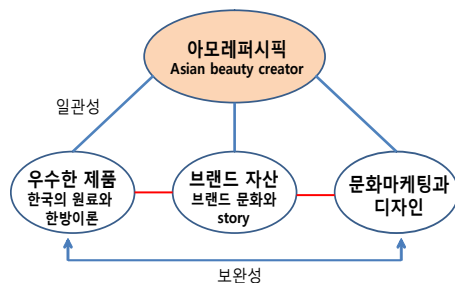 아모레퍼시픽
Asian beauty creator
일관성
우수한 제품
한국의 원료와
한방이론
브랜드 자산
브랜드 문화와
story
문화마케팅과
디자인
보완성